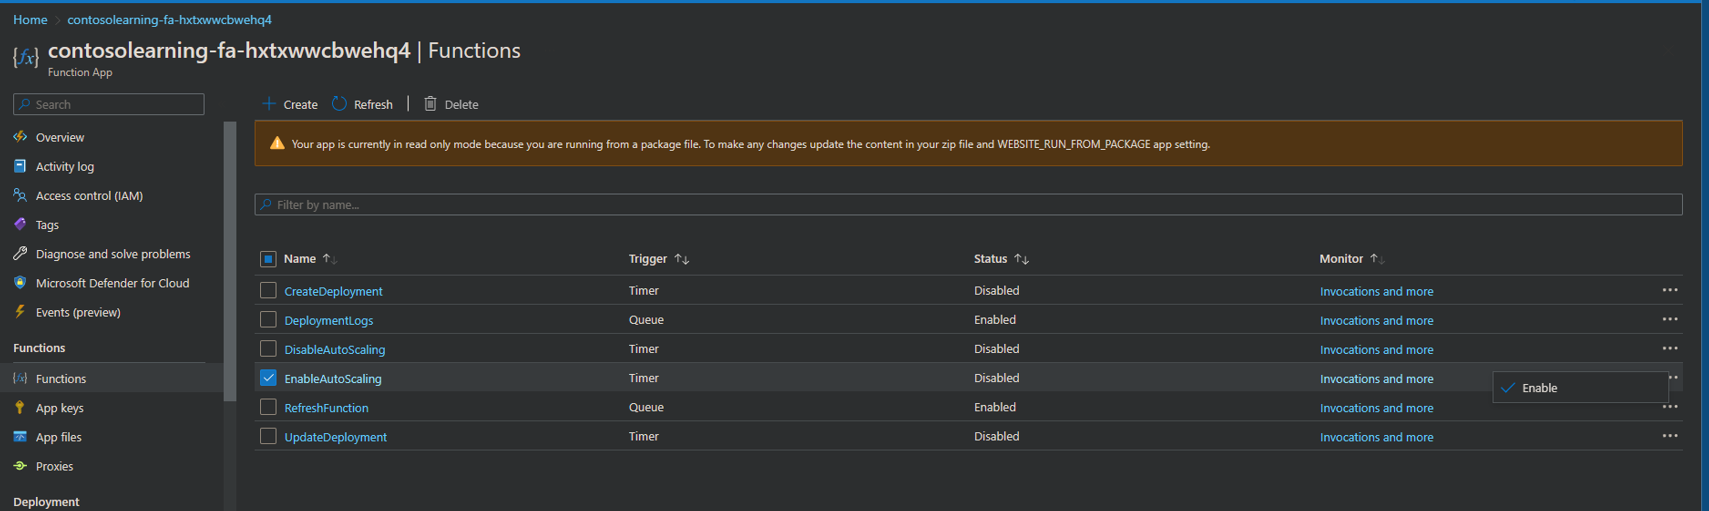 Home > contosolearning-fa-hxtxwwcbwehq4
contosolearning-fa-hxtxwwcbwehq4 | Functions
Function App
Search
Overview
Activity log
Access control (IAM)
Tags
Diagnose and solve problems
Microsoft Defender for Cloud
Events (preview)
Functions
Functions
App keys
App files
Proxies
Deployment
Create Refresh | Delete
Your app is currently in read only mode because you are running from a package file. To make any changes update the content in your zip file and WEBSITE_RUN_FROM_PACKAGE app setting.
Filter by name...
Name ↑↓ Trigger ↑↓ Status ↑↓ Monitor ↑↓
CreateDeployment Timer Disabled Invocations and more ...
DeploymentLogs Queue Enabled Invocations and more ...
DisableAutoScaling Timer Disabled Invocations and more ...
EnableAutoScaling Timer Disabled Invocations and more
Enable
RefreshFunction Queue Enabled Invocations and more ...
UpdateDeployment Timer Disabled Invocations and more ...